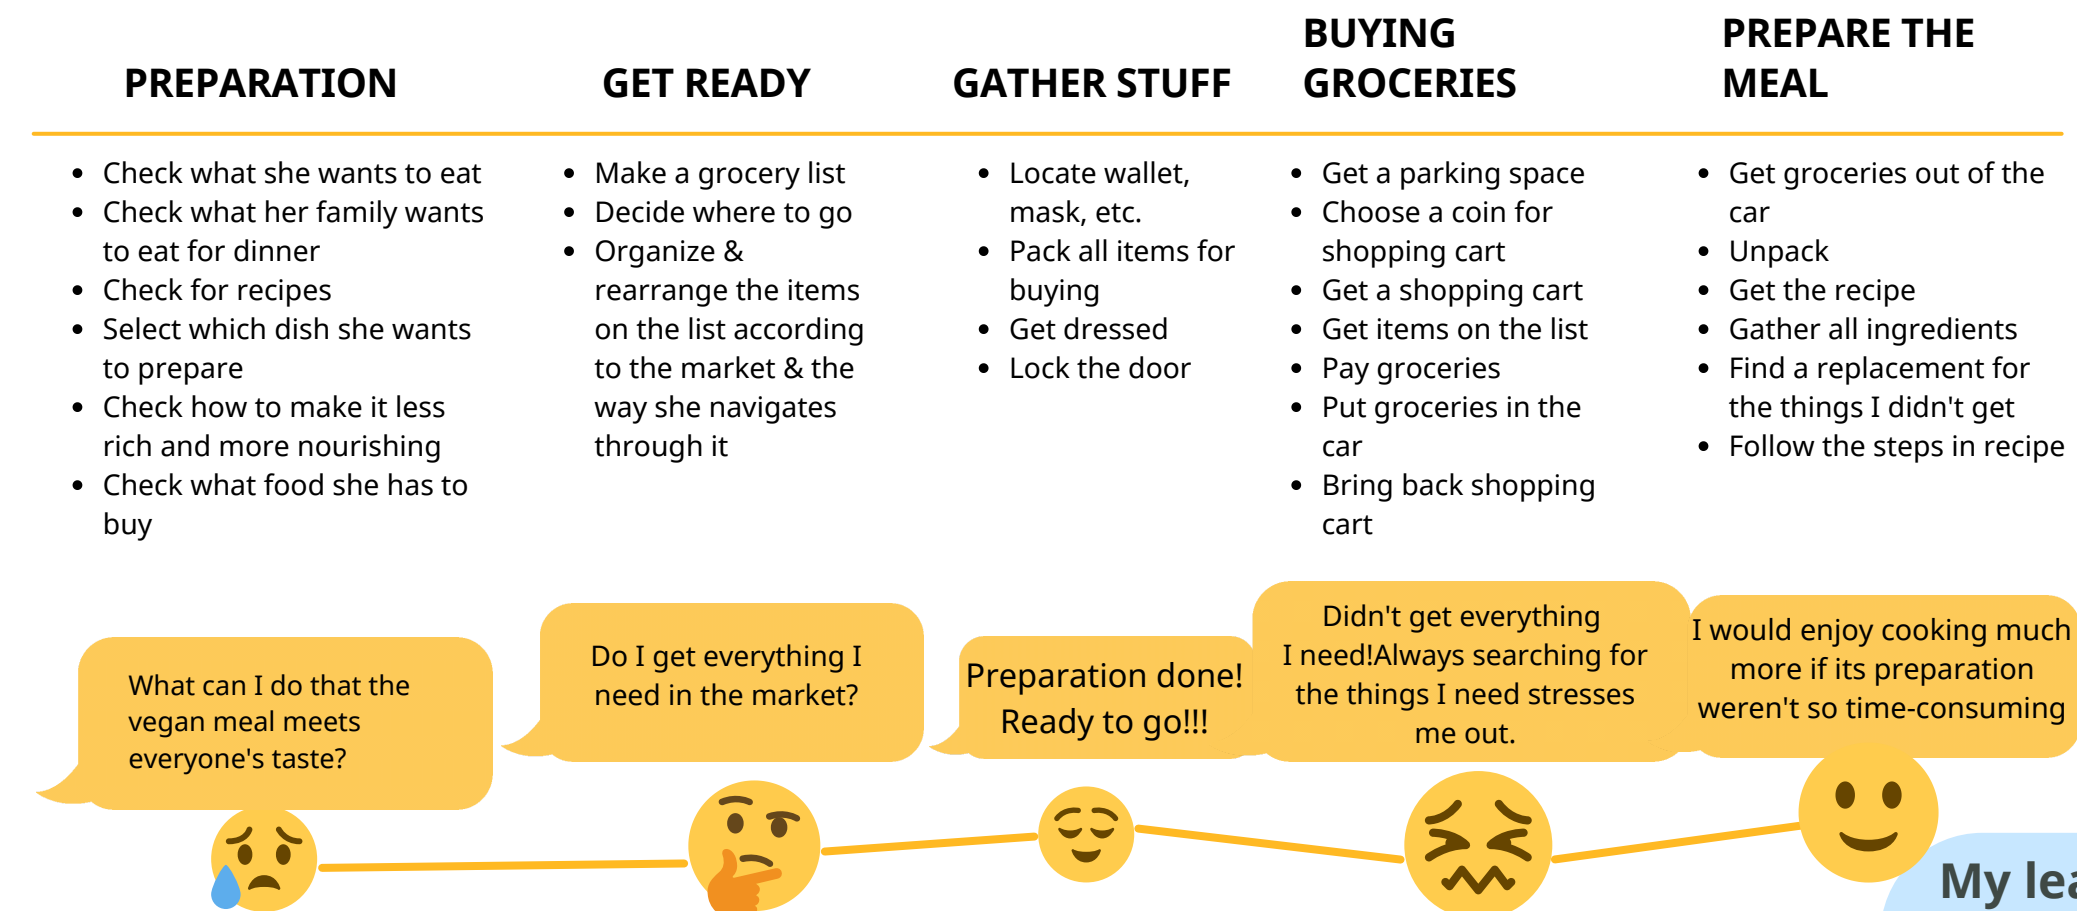 PREPARATION
GET READY
GATHER STUFF
BUYING
GROCERIES
PREPARE THE
MEAL
• Check what she wants to eat
• Check what her family wants
to eat for dinner
• Check for recipes
• Select which dish she wants
to prepare
• Check how to make it less
rich and more nourishing
• Check what food she has to
buy
• Make a grocery list
• Decide where to go
• Organize &
rearrange the items
on the list according
to the market & the
way she navigates
through it
• Locate wallet,
mask, etc.
• Pack all items for
buying
• Get dressed
• Lock the door
• Get a parking space
• Choose a coin for
shopping cart
• Get a shopping cart
• Get items on the list
• Pay groceries
• Put groceries in the
car
• Bring back shopping
cart
• Get groceries out of the
car
• Unpack
• Get the recipe
• Gather all ingredients
• Find a replacement for
the things I didn't get
• Follow the steps in recipe
What can I do that the
vegan meal meets
everyone's taste?
Do I get everything I
need in the market?
Preparation done!
Ready to go!!!
Didn't get everything
I need!Always searching for
the things I need stresses
me out.
I would enjoy cooking much
more if its preparation
weren't so time-consuming
My